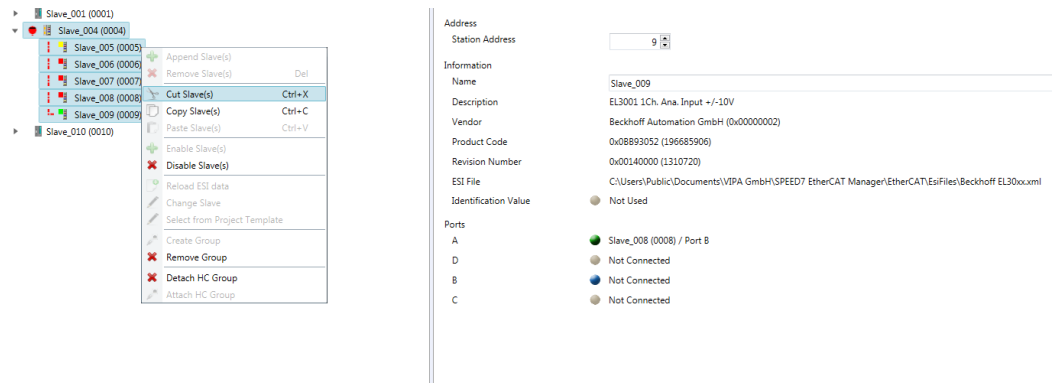 Slave_001 (0001)
Slave_004 (0004)
Slave_005 (0005)
Slave_006 (0006)
Slave_007 (0007)
Slave_008 (0008)
Slave_009 (0009)
Slave_010 (0010)
Append Slave(s)
Remove Slave(s) Del
Cut Slave(s) Ctrl+X
Copy Slave(s) Ctrl+C
Paste Slave(s) Ctrl+V
Enable Slave(s)
Disable Slave(s)
Reload ESI data
Change Slave
Select from Project Template
Create Group
Remove Group
Detach HC Group
Attach HC Group
Address
Station Address 9
Information
Name Slave_009
Description EL3001 1Ch. Ana. Input +/-10V
Vendor Beckhoff Automation GmbH (0x00000002)
Product Code 0x0BB93052 (196685906)
Revision Number 0x00140000 (1310720)
ESI File C:\Users\Public\Documents\VIPA GmbH\SPEED7 EtherCAT Manager\EtherCAT\EsiFiles\Beckhoff EL30xx.xml
Identification Value Not Used
Ports
A Slave_008 (0008) / Port B
D Not Connected
B Not Connected
C Not Connected